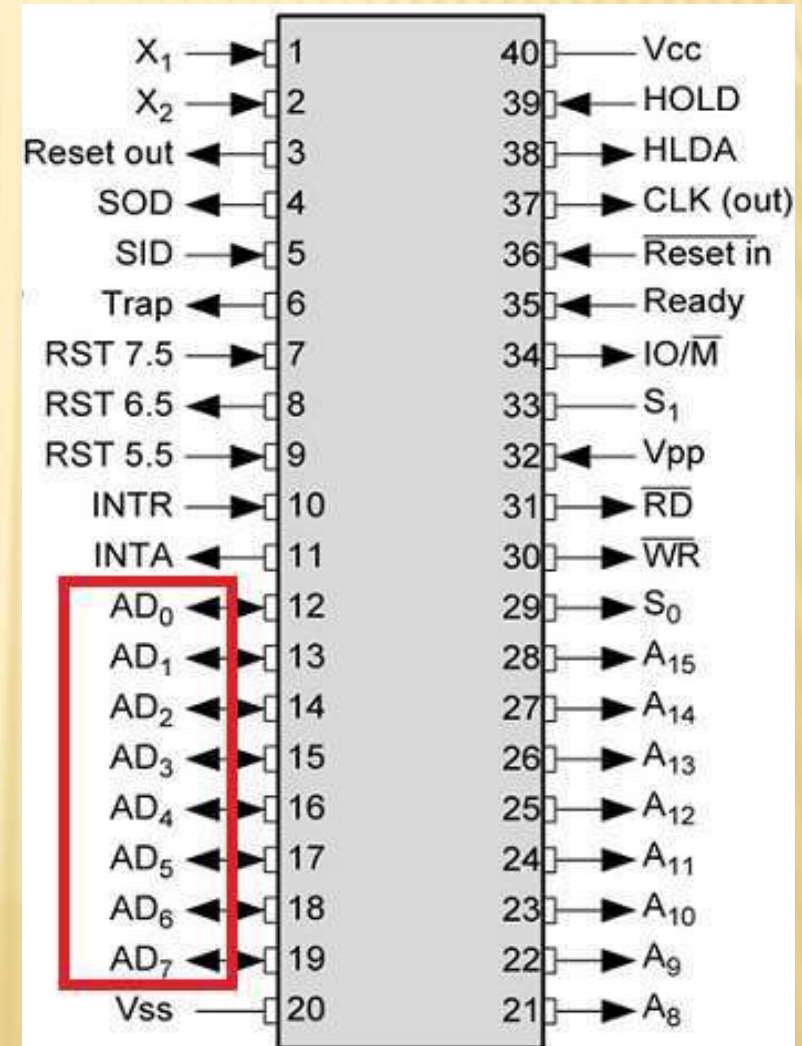 X₁ 1 40 Vcc
X₂ 2 39 HOLD
Reset out 3 38 HLDA
SOD 4 37 CLK (out)
SID 5 36 Reset in
Trap 6 35 Ready
RST 7.5 7 34 IO/M
RST 6.5 8 33 S₁
RST 5.5 9 32 Vpp
INTR 10 31 RD
INTA 11 30 WR
AD₀ 12 29 S₀
AD₁ 13 28 A₁₅
AD₂ 14 27 A₁₄
AD₃ 15 26 A₁₃
AD₄ 16 25 A₁₂
AD₅ 17 24 A₁₁
AD₆ 18 23 A₁₀
AD₇ 19 22 A₉
Vss 20 21 A₈